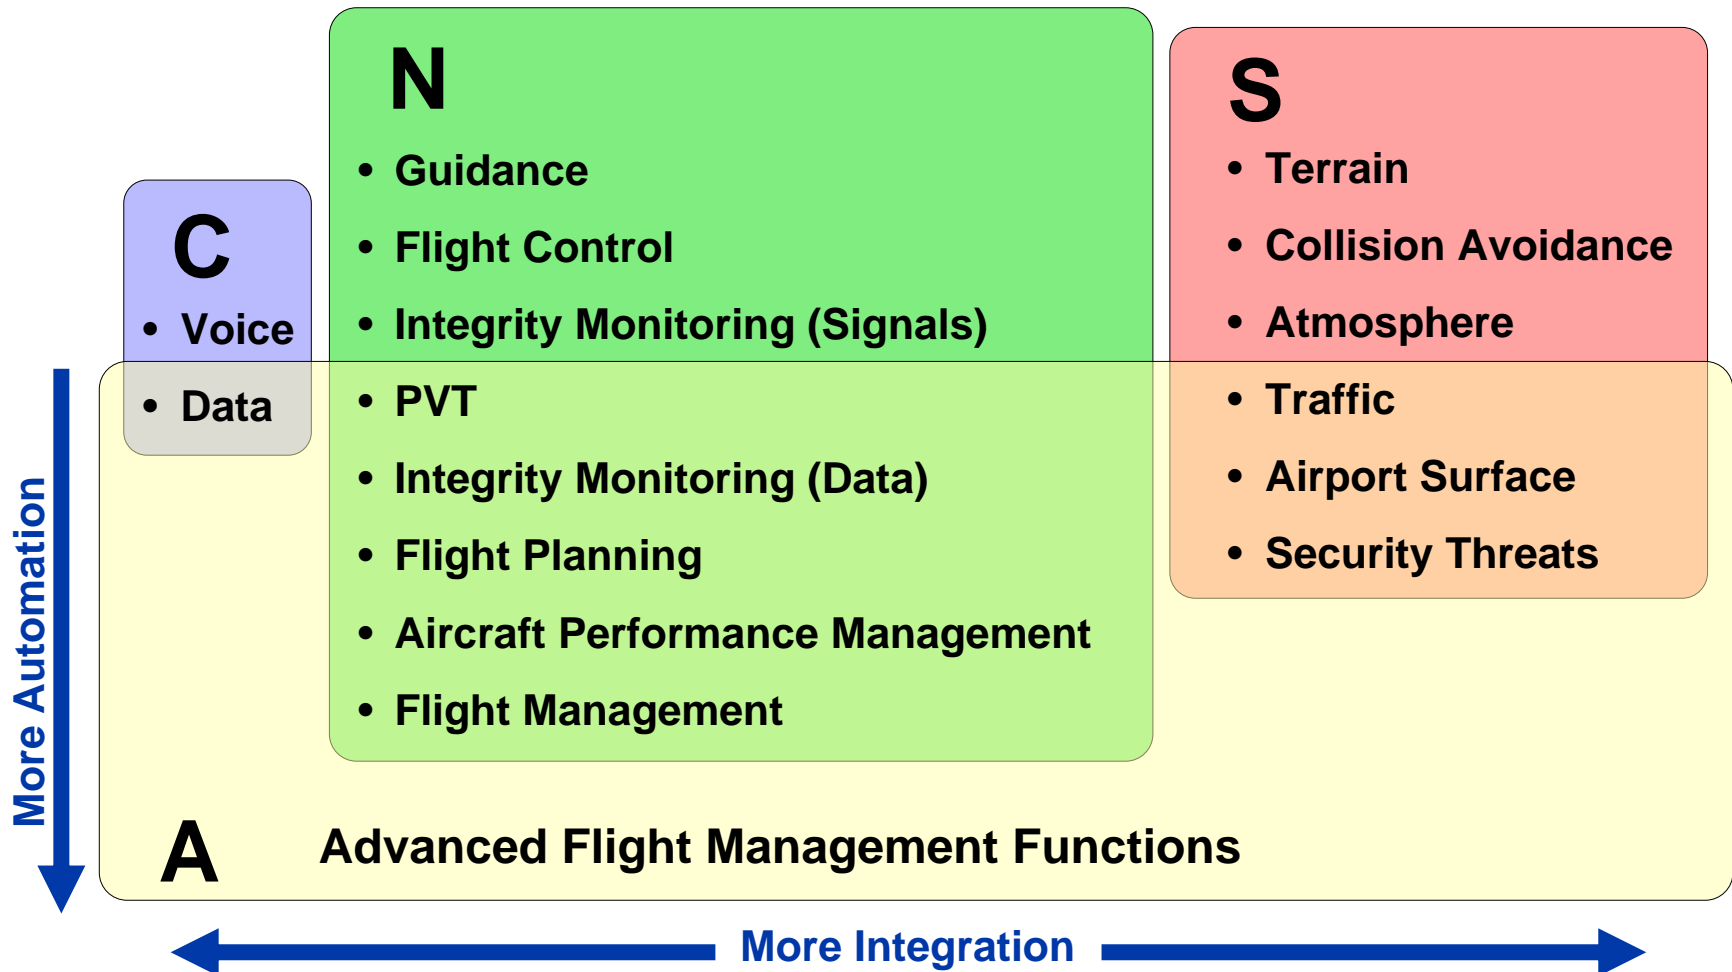 N
• Guidance
• Flight Control
• Integrity Monitoring (Signals)
• PVT
• Integrity Monitoring (Data)
• Flight Planning
• Aircraft Performance Management
• Flight Management
S
• Terrain
• Collision Avoidance
• Atmosphere
• Traffic
• Airport Surface
• Security Threats
C
• Voice
• Data
A
Advanced Flight Management Functions
More Automation
More Integration